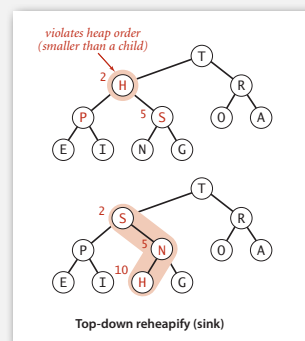 violates heap order
(smaller than a child)
T
2 H R
P 5 S O A
E I N G
T
2 S R
P 5 N O A
10
E I H G
Top-down reheapify (sink)